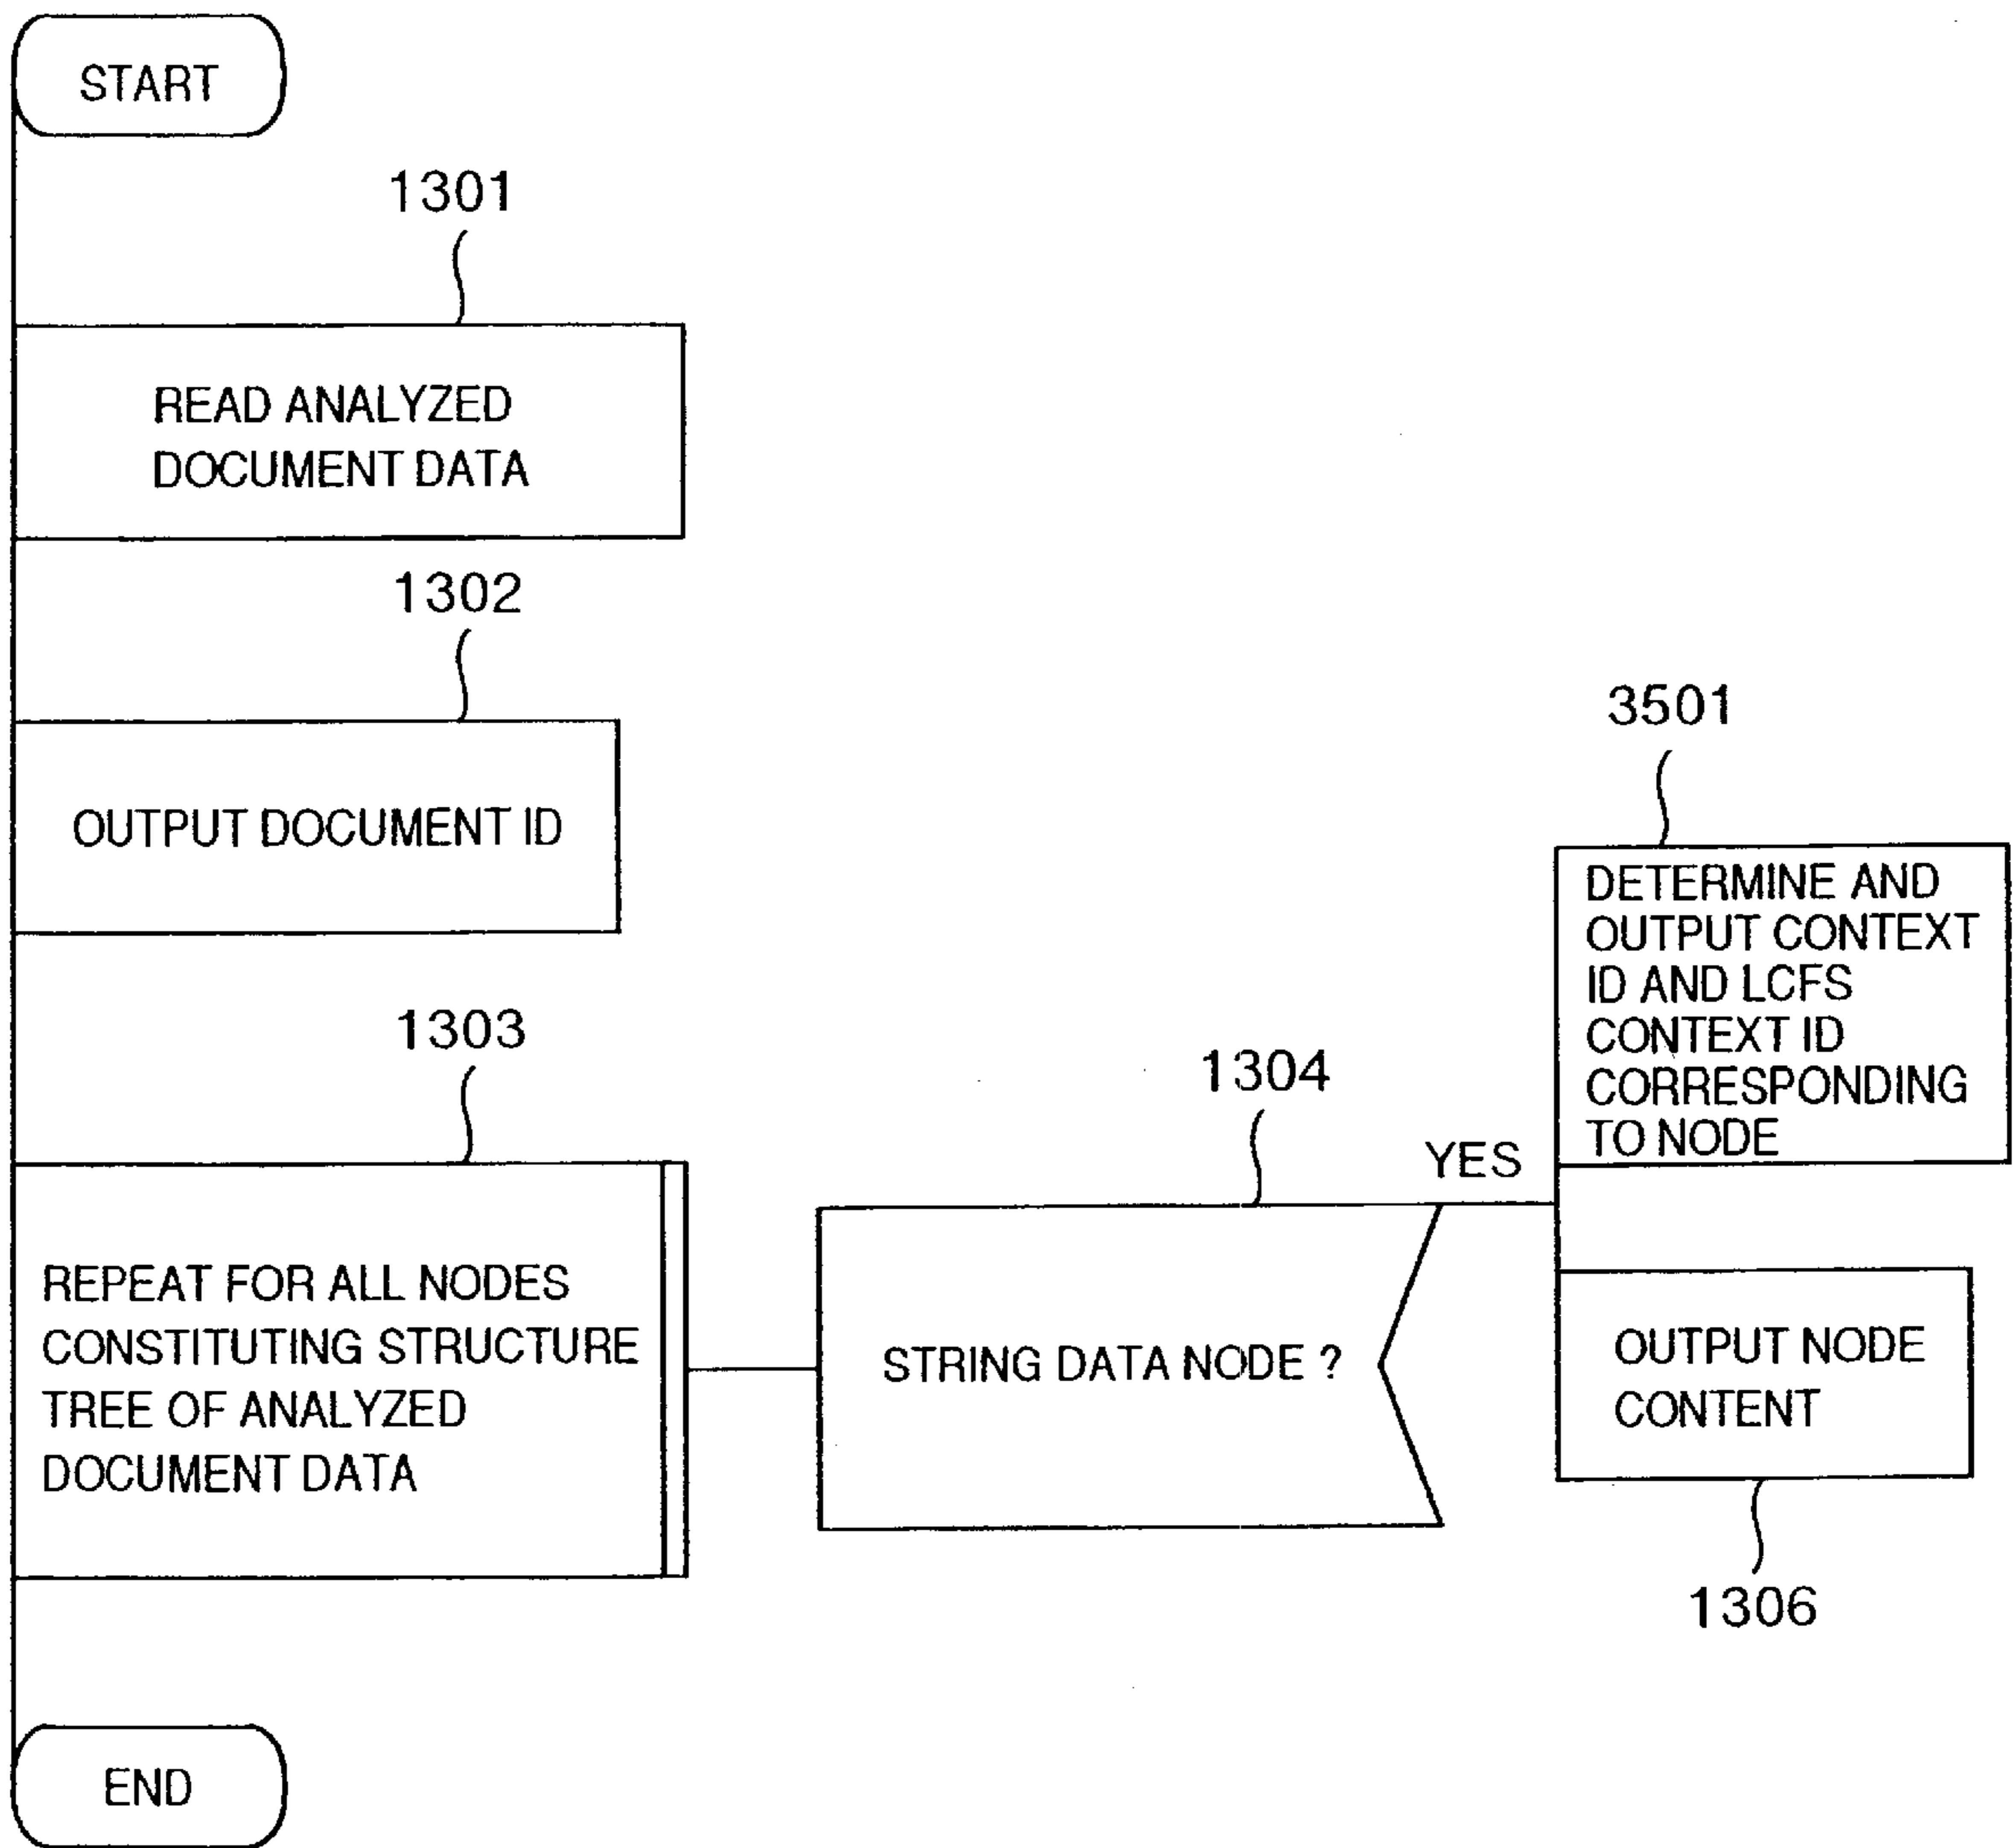 START
1301
READ ANALYZED
DOCUMENT DATA
1302
OUTPUT DOCUMENT ID
1303
REPEAT FOR ALL NODES
CONSTITUTING STRUCTURE
TREE OF ANALYZED
DOCUMENT DATA
1304
STRING DATA NODE ?
YES
3501
DETERMINE AND
OUTPUT CONTEXT
ID AND LCFS
CONTEXT ID
CORRESPONDING
TO NODE
OUTPUT NODE
CONTENT
1306
END